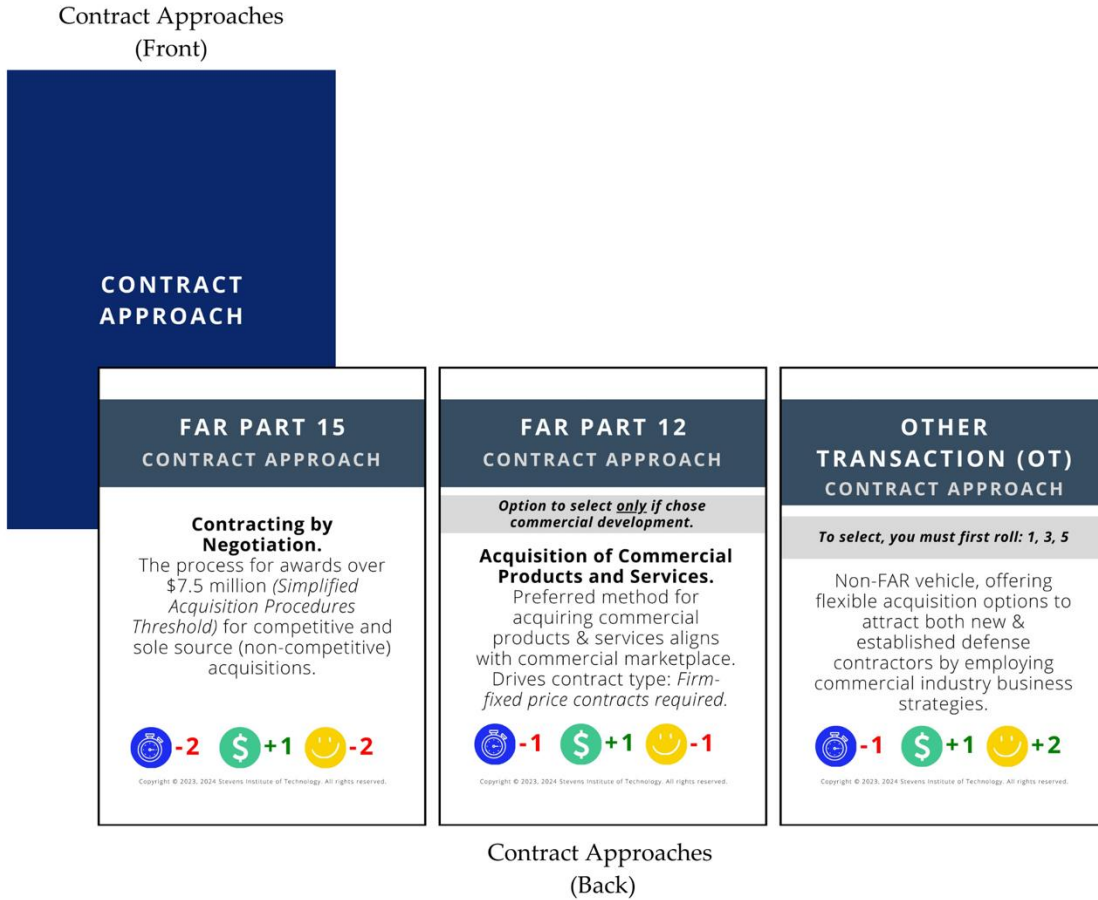 Contract Approaches
(Front)
CONTRACT
APPROACH
FAR PART 15
CONTRACT APPROACH
Contracting by
Negotiation.
The process for awards over
$7.5 million (Simplified
Acquisition Procedures
Threshold) for competitive and
sole source (non-competitive)
acquisitions.
-2
$
+1
-2
Copyright © 2023, 2024 Stevens Institute of Technology. All rights reserved.
FAR PART 12
CONTRACT APPROACH
Option to select only if chose
commercial development.
Acquisition of Commercial
Products and Services.
Preferred method for
acquiring commercial
products & services aligns
with commercial marketplace.
Drives contract type: Firm-
fixed price contracts required.
-1
$
+1
-1
Copyright © 2023, 2024 Stevens Institute of Technology. All rights reserved.
OTHER
TRANSACTION (OT)
CONTRACT APPROACH
To select, you must first roll: 1, 3, 5
Non-FAR vehicle, offering
flexible acquisition options to
attract both new &
established defense
contractors by employing
commercial industry business
strategies.
-1
$
+1
+2
Copyright © 2023, 2024 Stevens Institute of Technology. All rights reserved.
Contract Approaches
(Back)